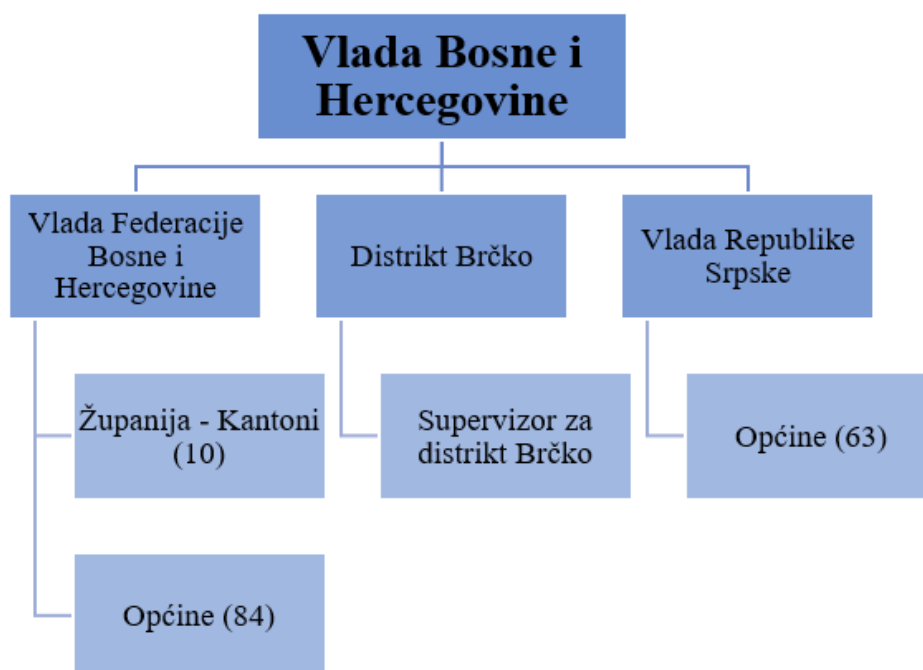 Vlada Bosne i
Hercegovine
Vlada Federacije
Bosne i
Hercegovine
Distrikt Brčko
Vlada Republike
Srpske
Županija - Kantoni
(10)
Supervizor za
distrikt Brčko
Općine (63)
Općine (84)